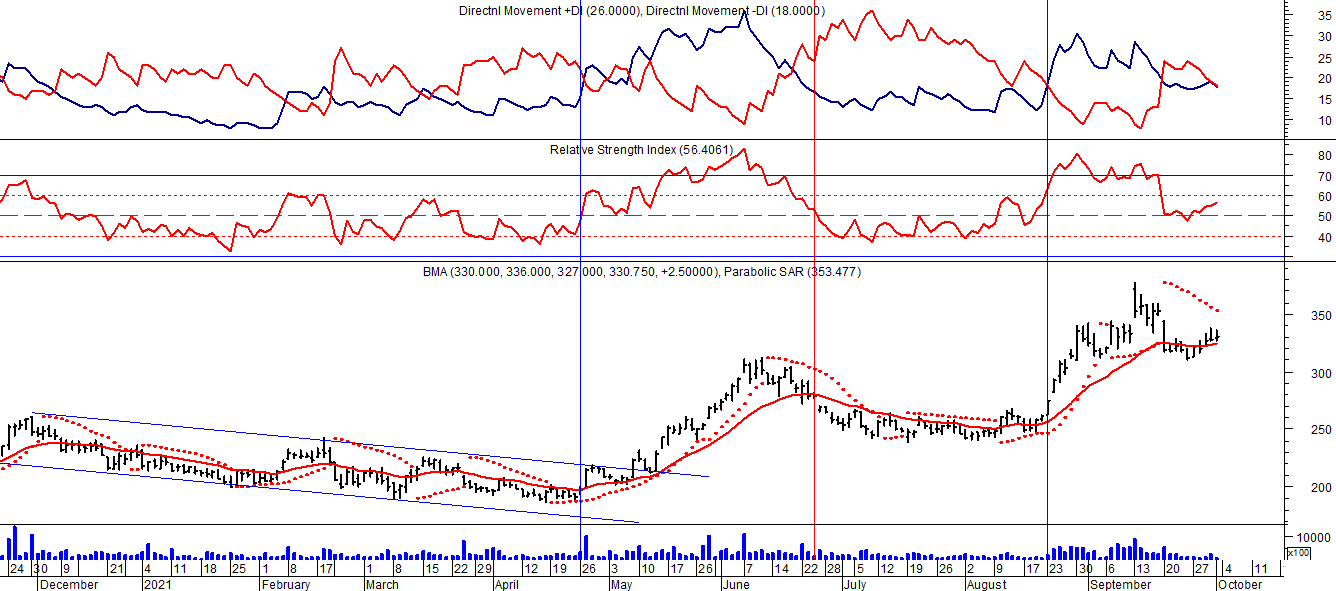 Directnl Movement +DI (26.0000), Directnl Movement -DI (18.0000)
35
30
25
20
15
10
Relative Strength Index (56.4061)
80
70
60
50
40
BMA (330.000, 336.000, 327.000, 330.750, +2.50000), Parabolic SAR (353.477)
350
300
250
200
10000
x100
24 30 9 21 4 11 18 25 1 8 17 1 8 15 22 29 12 19 26 3 10 17 26 7 14 22 28 5 12 19 26 2 9 17 23 30 6 13 20 27 4 11
December 2021 February March April May June July August September October